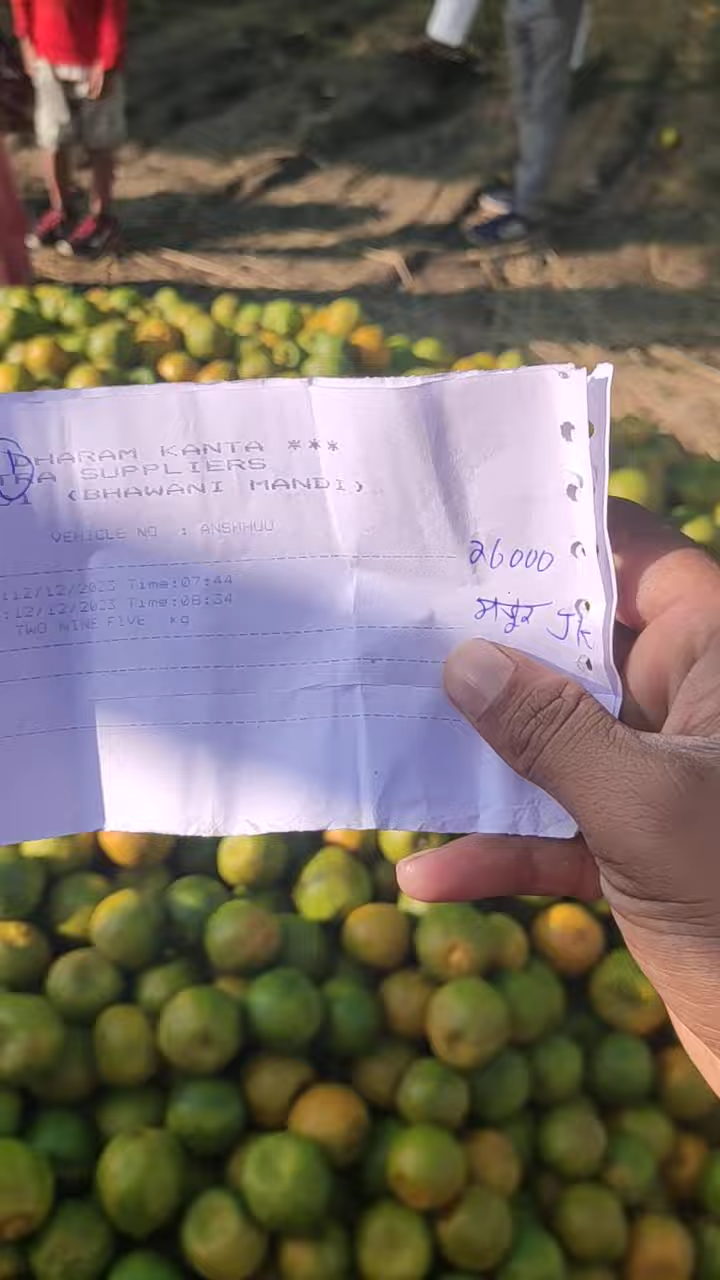 DHARAM KANTA ***
TRA SUPPLIERS
(BHAWANI MANDI)
VEHICLE NO : ANSHHUU
26000
:12/12/2023 Time:07:44
:12/12/2023 Time:08:34
मंजूर JK
TWO NINE FIVE kg